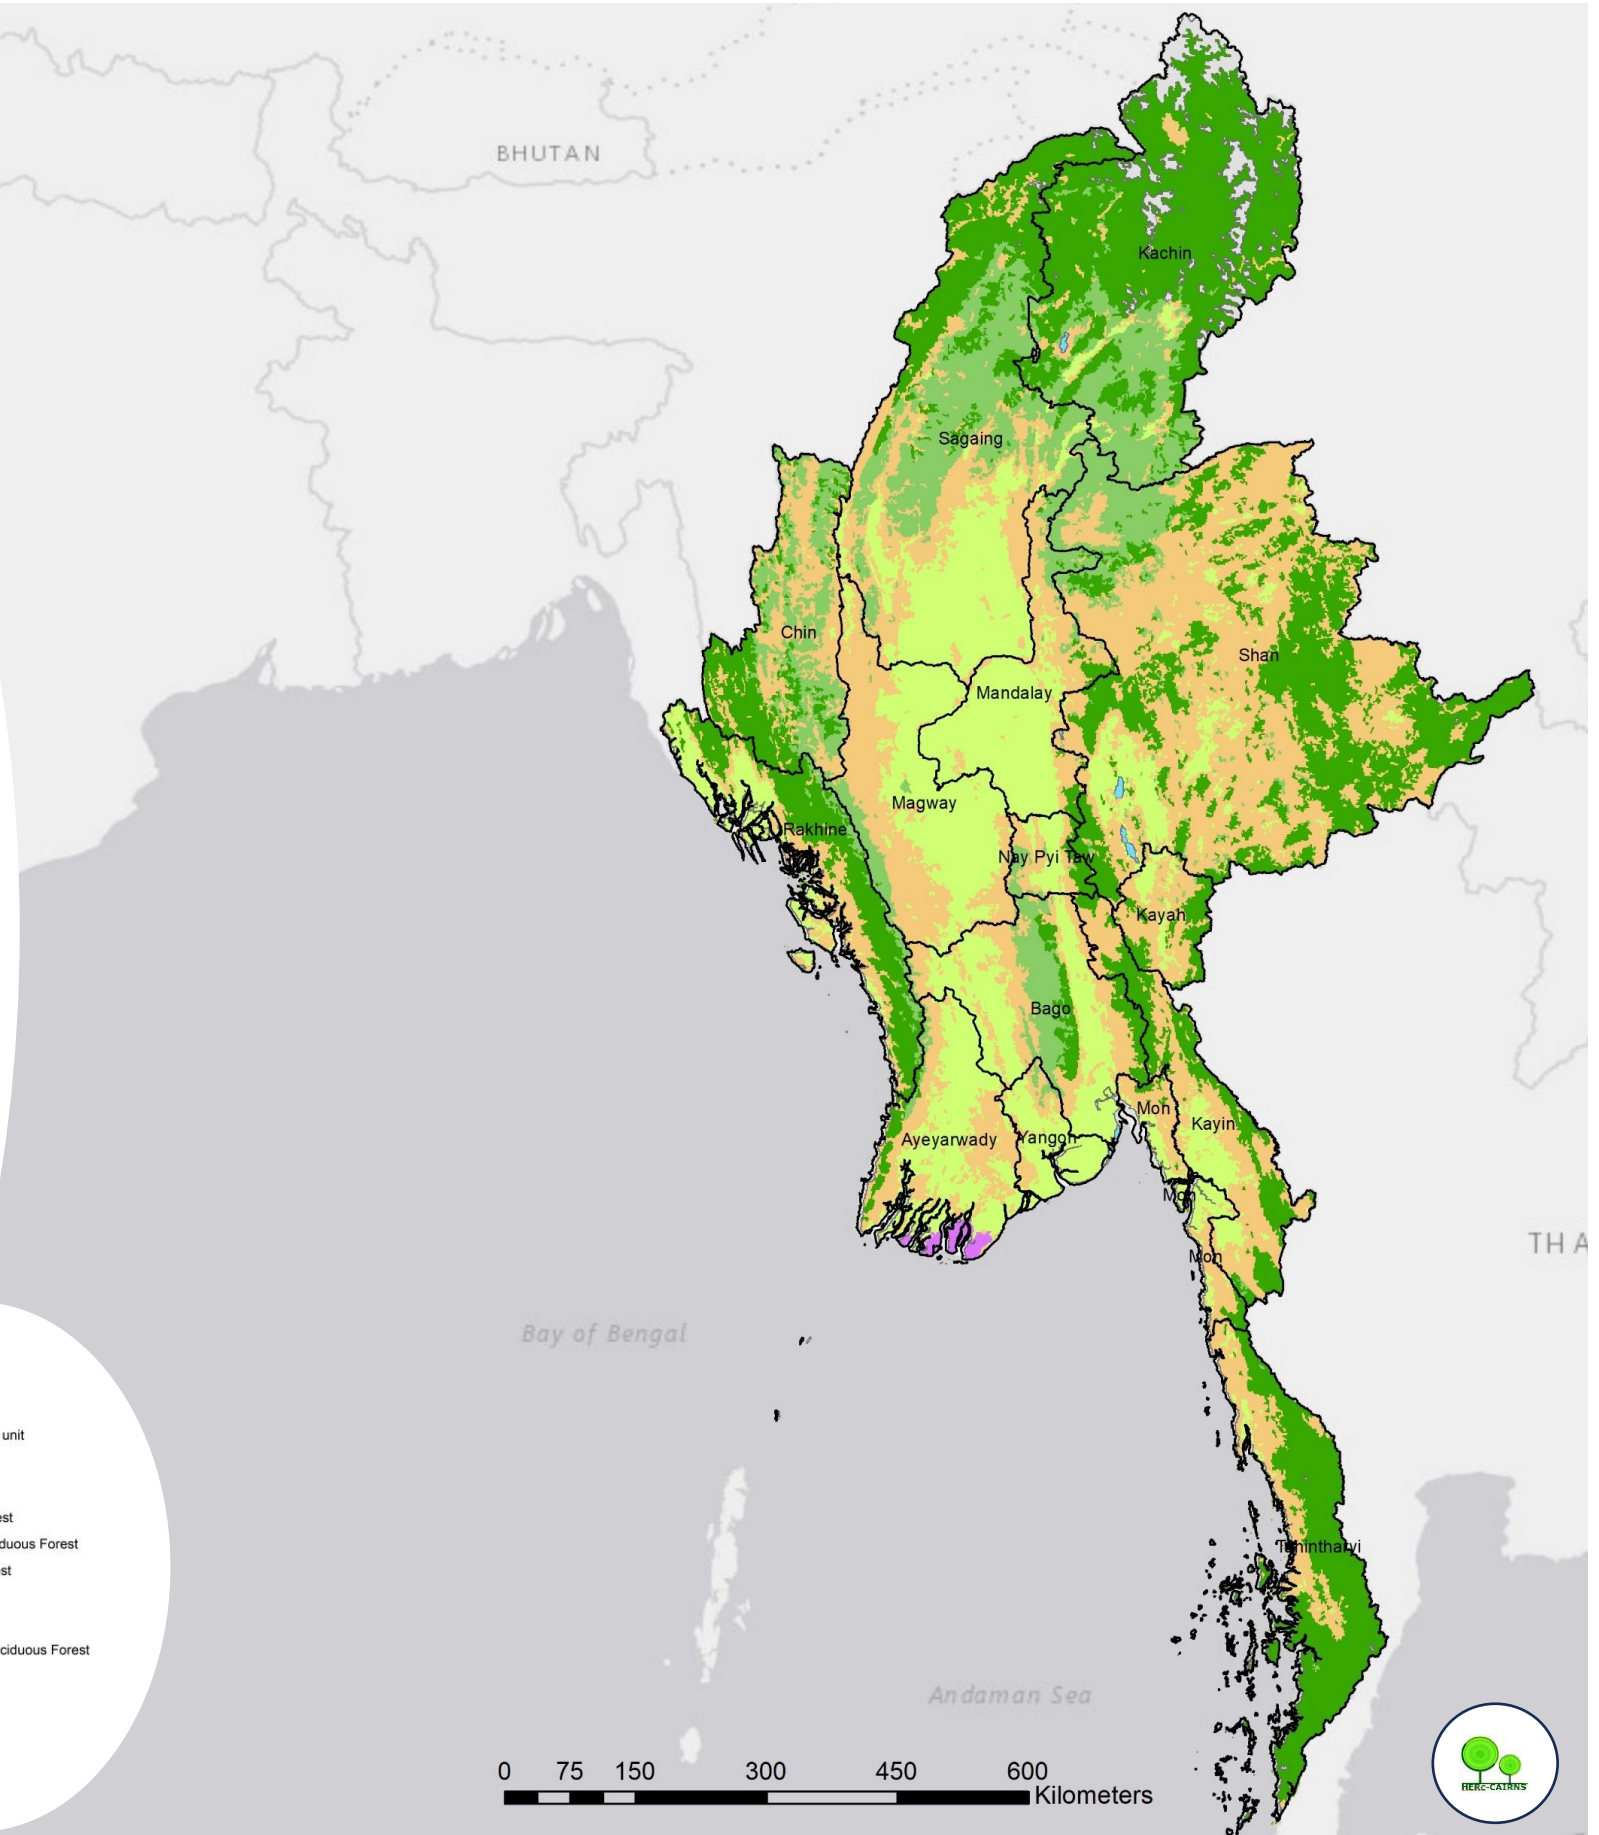 BHUTAN
Kachin
Sagaing
Chin
Shan
Mandalay
Magway
Rakhine
Nay Pyi Taw
Kayah
Bago
Mon
Kayin
Ayeyarwady
Yangon
Mon
Mon
THA
Bay of Bengal
unit
est
duous Forest
st
Tanintharyi
ciduous Forest
Andaman Sea
0 75 150 300 450 600
Kilometers
HERc-CAIRNS